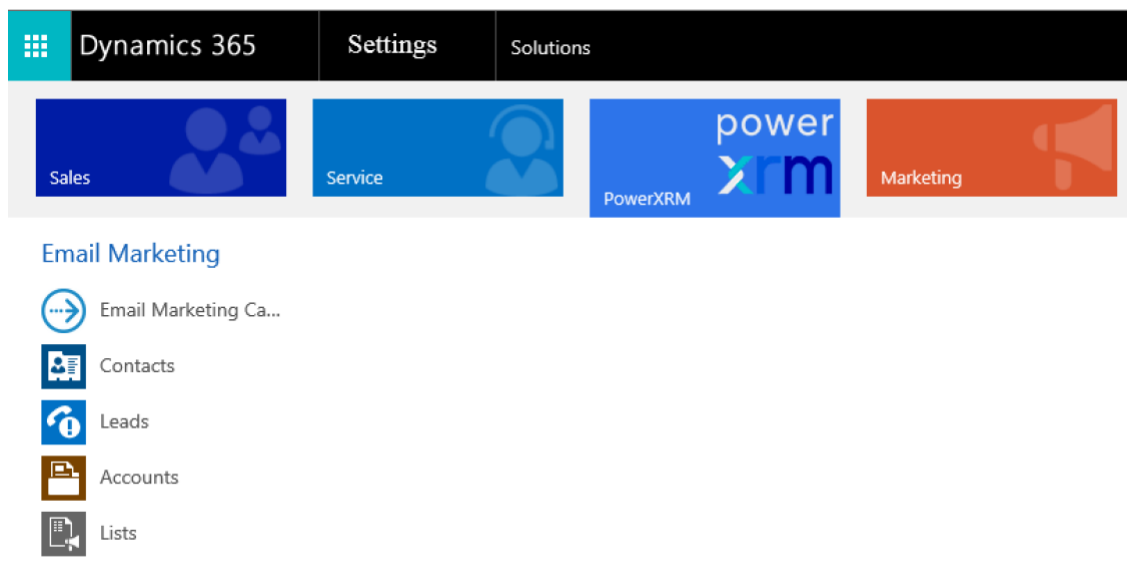 Dynamics 365 Settings Solutions
Sales Service PowerXRM power xrm Marketing
Email Marketing
Email Marketing Ca...
Contacts
Leads
Accounts
Lists